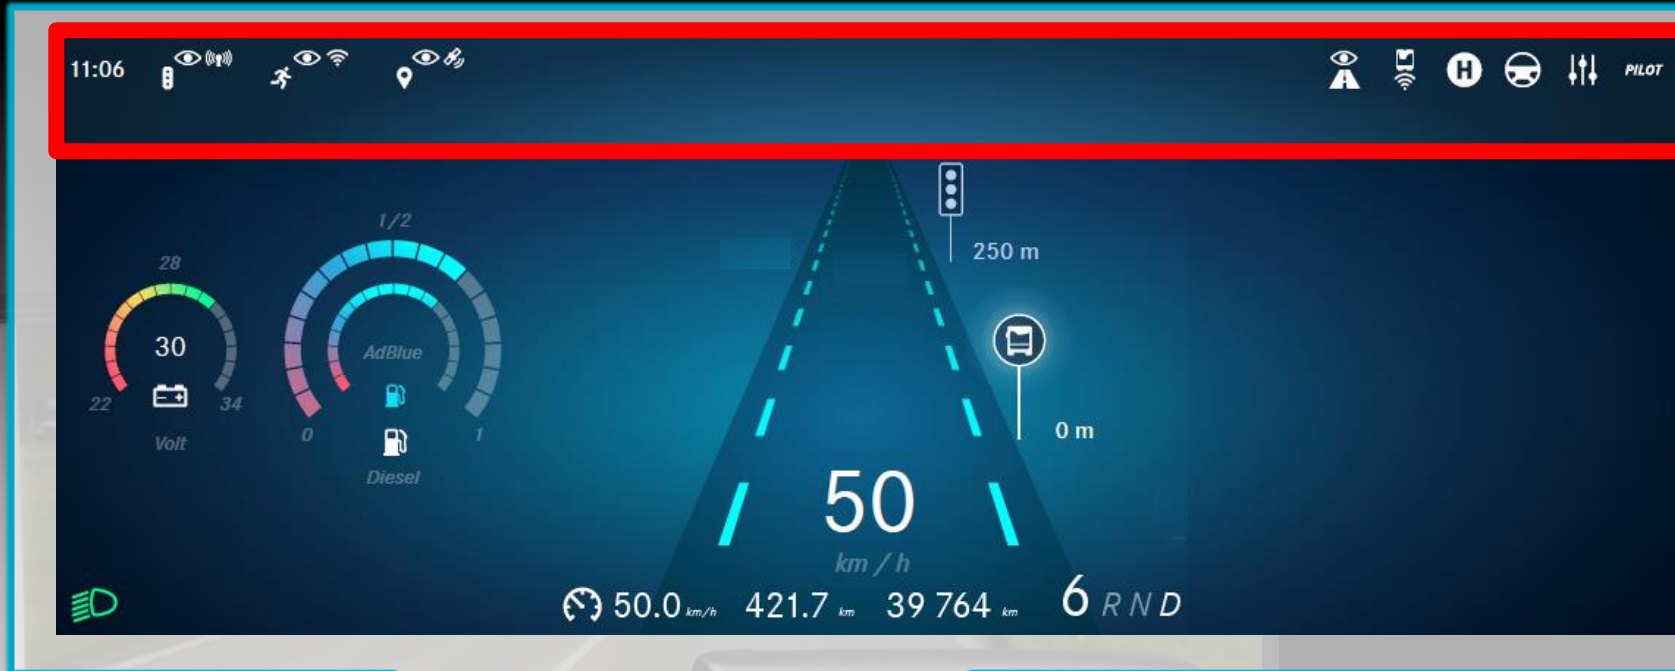 11:06
H
PILOT
250 m
1/2
28
30
AdBlue
22
34
0
1
Volt
Diesel
0 m
50
km / h
50.0 km/h 421.7 km 39 764 km 6 R N D